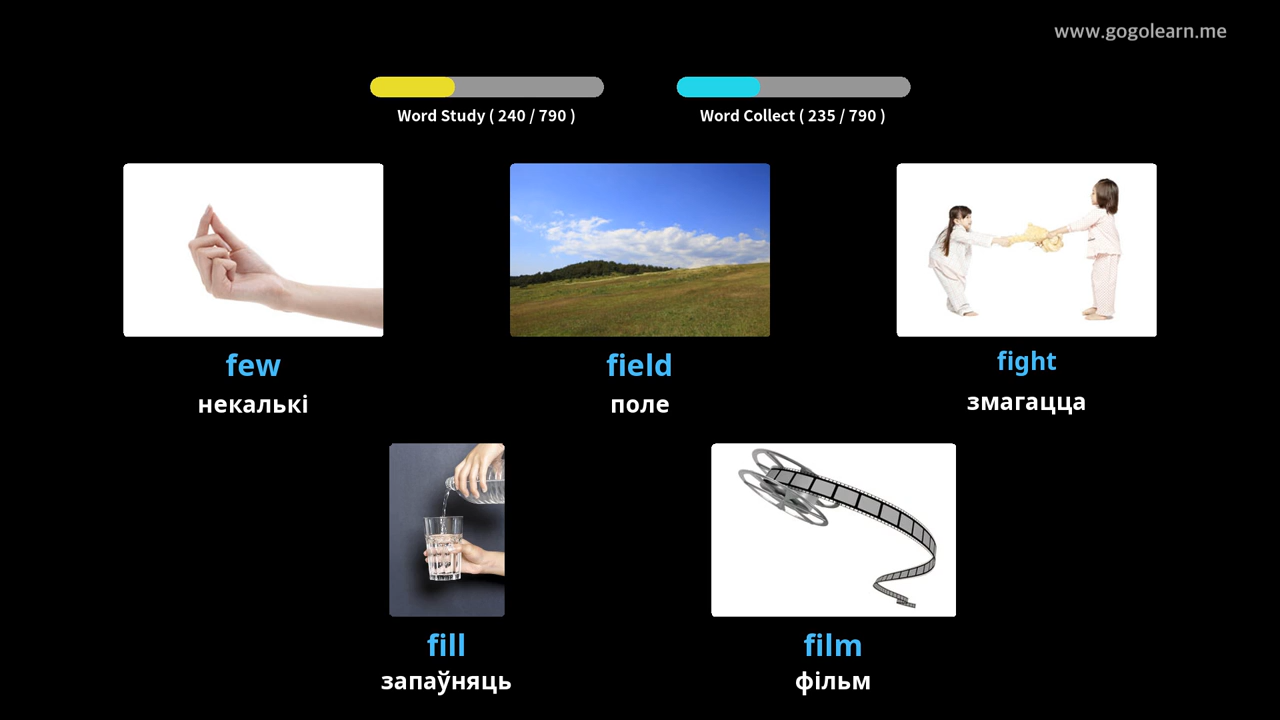 www.gogolearn.me
Word Study ( 240 / 790 )
Word Collect ( 235 / 790 )
few
некалькі
field
поле
fight
змагацца
fill
запаўняць
film
фільм